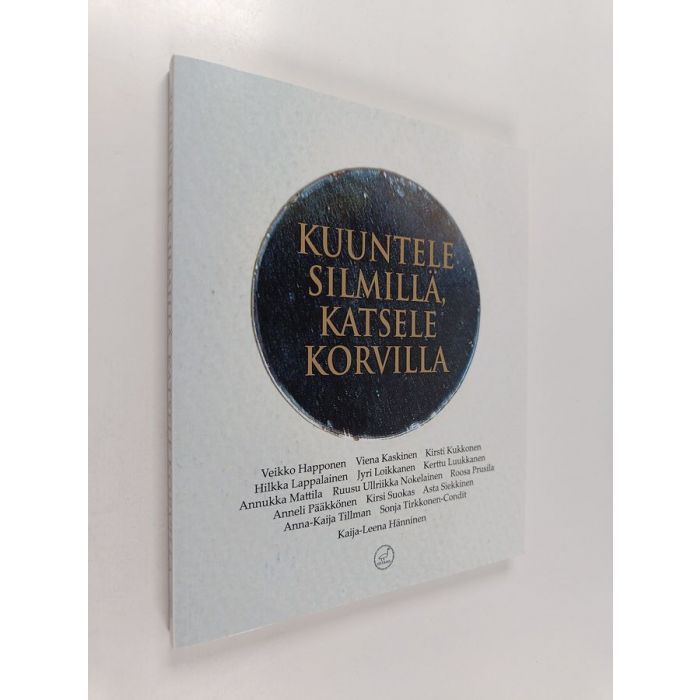 KUUNTELE
SILMILLÄ,
KATSELE
KORVILLA
Veikko Happonen Viena Kaskinen Kirsti Kukkonen
Hilkka Lappalainen Jyri Loikkanen Kerttu Luukkanen
Annukka Mattila Ruusu Ullriikka Nokelainen Roosa Prusila
Anneli Pääkkönen Kirsi Suokas Asta Siekkinen
Anna-Kaija Tillman Sonja Tirkkonen-Condit
Kaija-Leena Hänninen